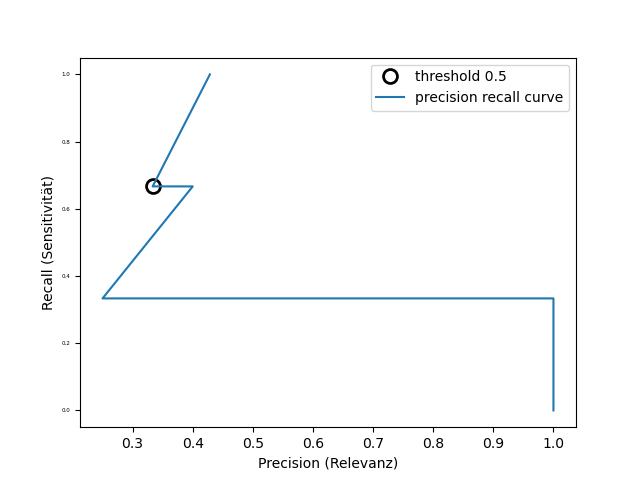 threshold 0.5
precision recall curve
1.0
0.8
0.6
0.4
0.2
0.0
Recall (Sensitivität)
0.3 0.4 0.5 0.6 0.7 0.8 0.9 1.0
Precision (Relevanz)